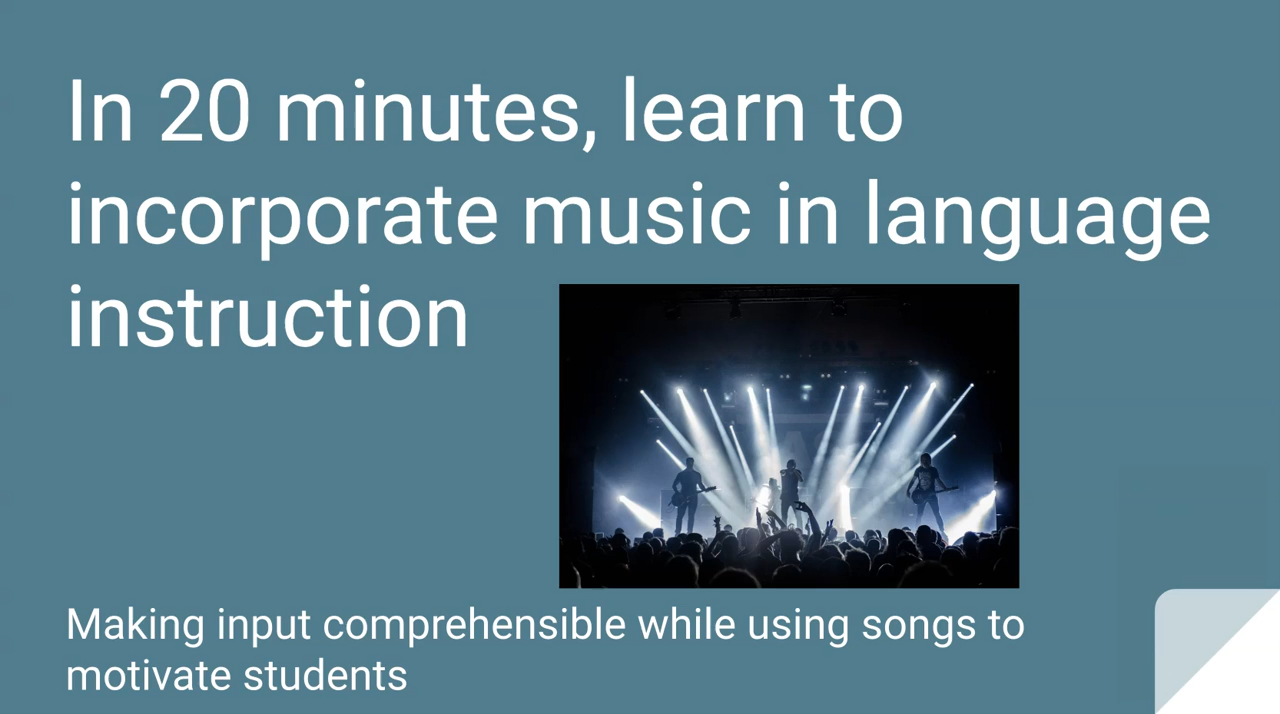 In 20 minutes, learn to
incorporate music in language
instruction
Making input comprehensible while using songs to
motivate students